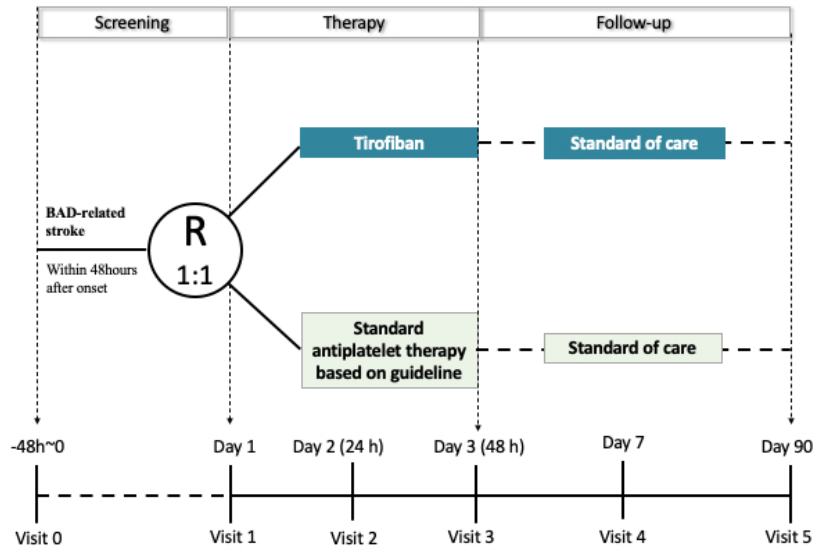 Screening
Therapy
Follow-up
Tirofiban
Standard of care
BAD-related
stroke
Within 48hours
after onset
R
1:1
Standard
antiplatelet therapy
based on guideline
Standard of care
-48h~0
Day 1
Day 2 (24 h)
Day 3 (48 h)
Day 7
Day 90
Visit 0
Visit 1
Visit 2
Visit 3
Visit 4
Visit 5